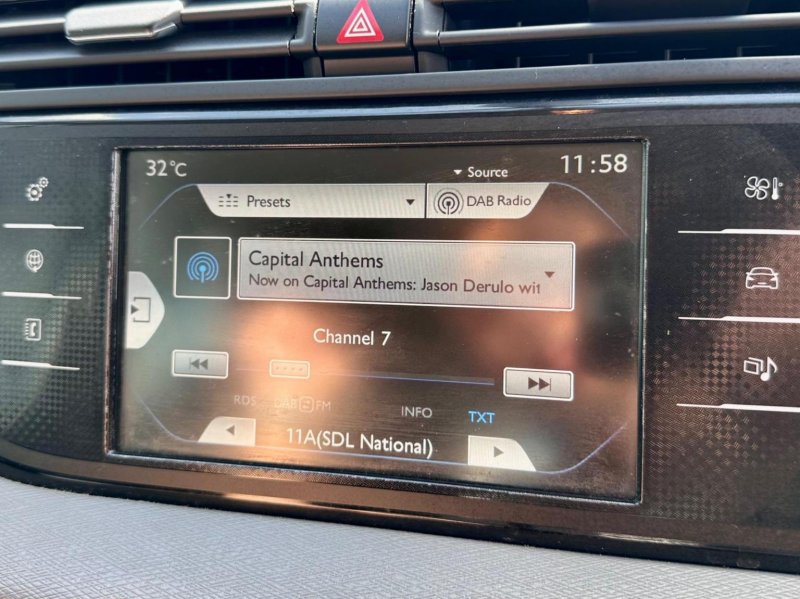 32°C
Source
11:58
Presets
DAB Radio
Capital Anthems
Now on Capital Anthems: Jason Derulo wit
Channel 7
RDS
DAB FM
INFO
TXT
11A(SDL National)